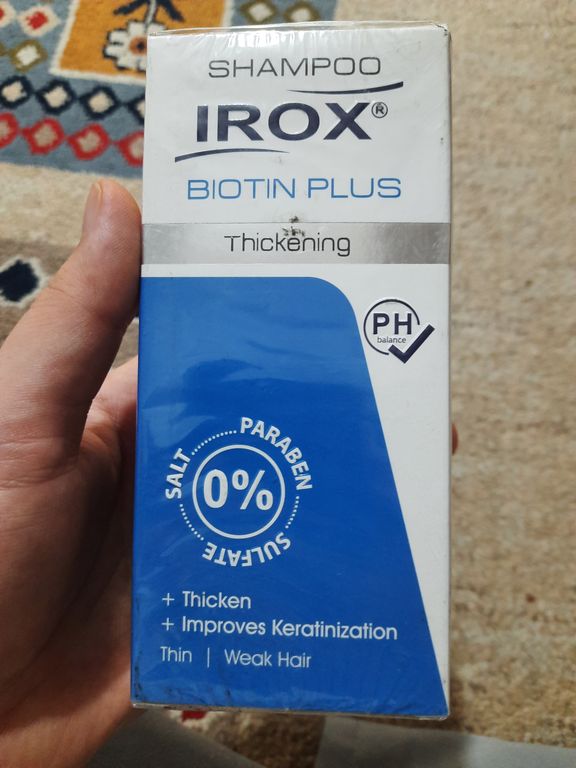 SHAMPOO
IROX®
BIOTIN PLUS
Thickening
PH
balance
PARABEN
SALT
0%
SULFATE
+ Thicken
+ Improves Keratinization
Thin | Weak Hair